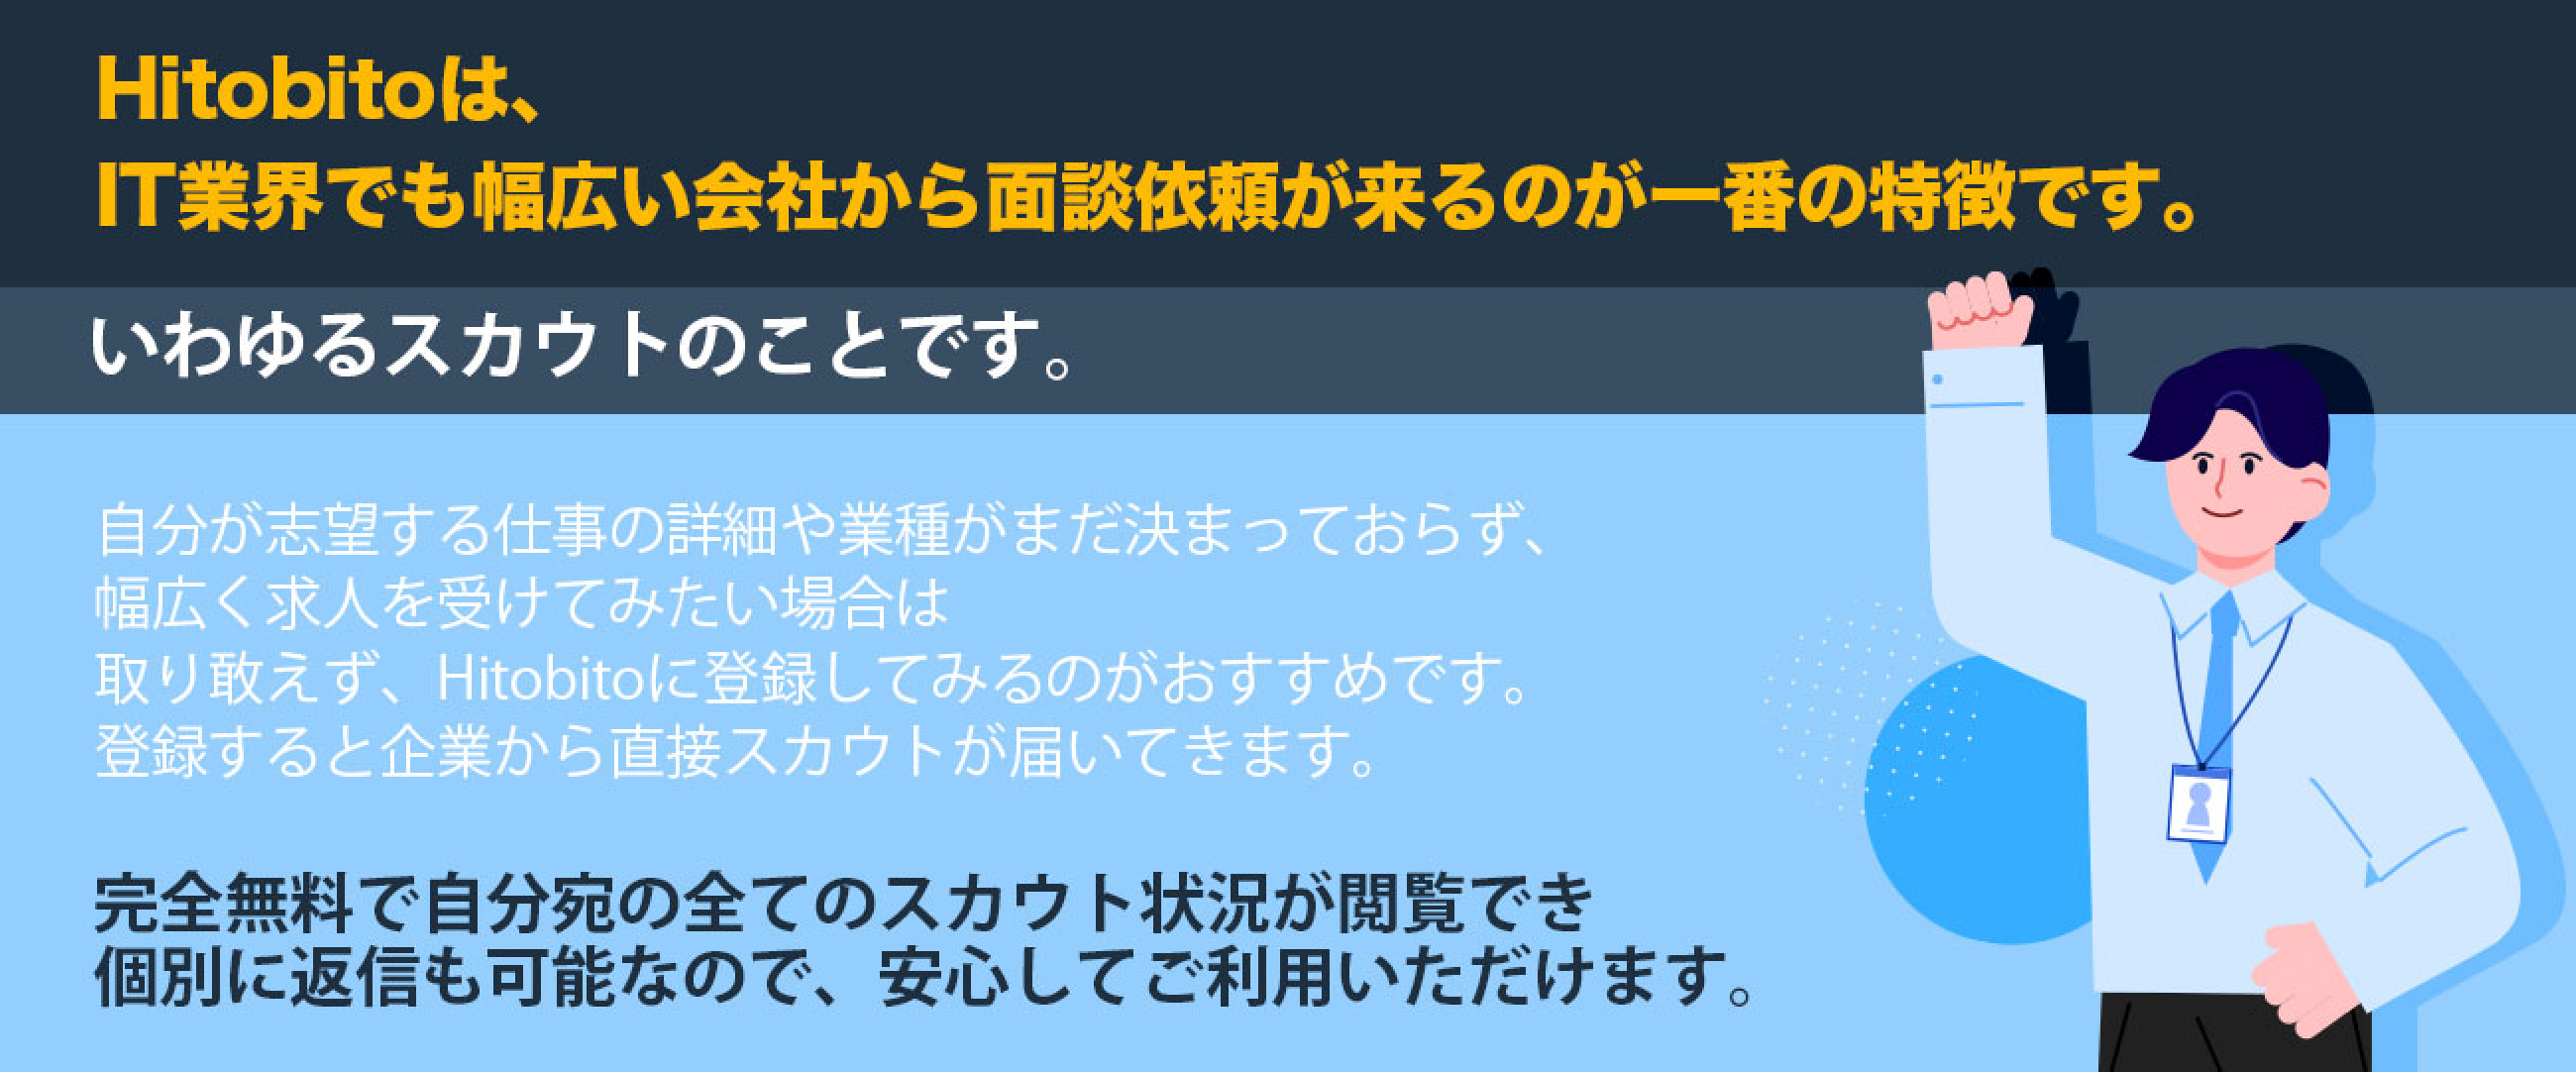 Hitobitoは、
IT業界でも幅広い会社から面談依頼が来るのが一番の特徴です。
いわゆるスカウトのことです。
自分が志望する仕事の詳細や業種がまだ決まっておらず、
幅広く求人を受けてみたい場合は
取り敢えず、Hitobitoに登録してみるのがおすすめです。
登録すると企業から直接スカウトが届いてきます。
完全無料で自分宛の全てのスカウト状況が閲覧でき
個別に返信も可能なので、安心してご利用いただけます。